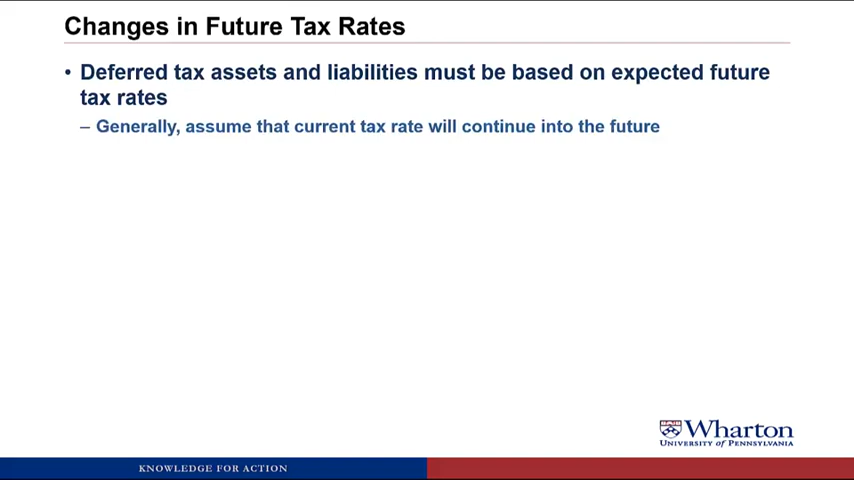 Changes in Future Tax Rates
• Deferred tax assets and liabilities must be based on expected future
tax rates
– Generally, assume that current tax rate will continue into the future
Wharton
UNIVERSITY of PENNSYLVANIA
KNOWLEDGE FOR ACTION